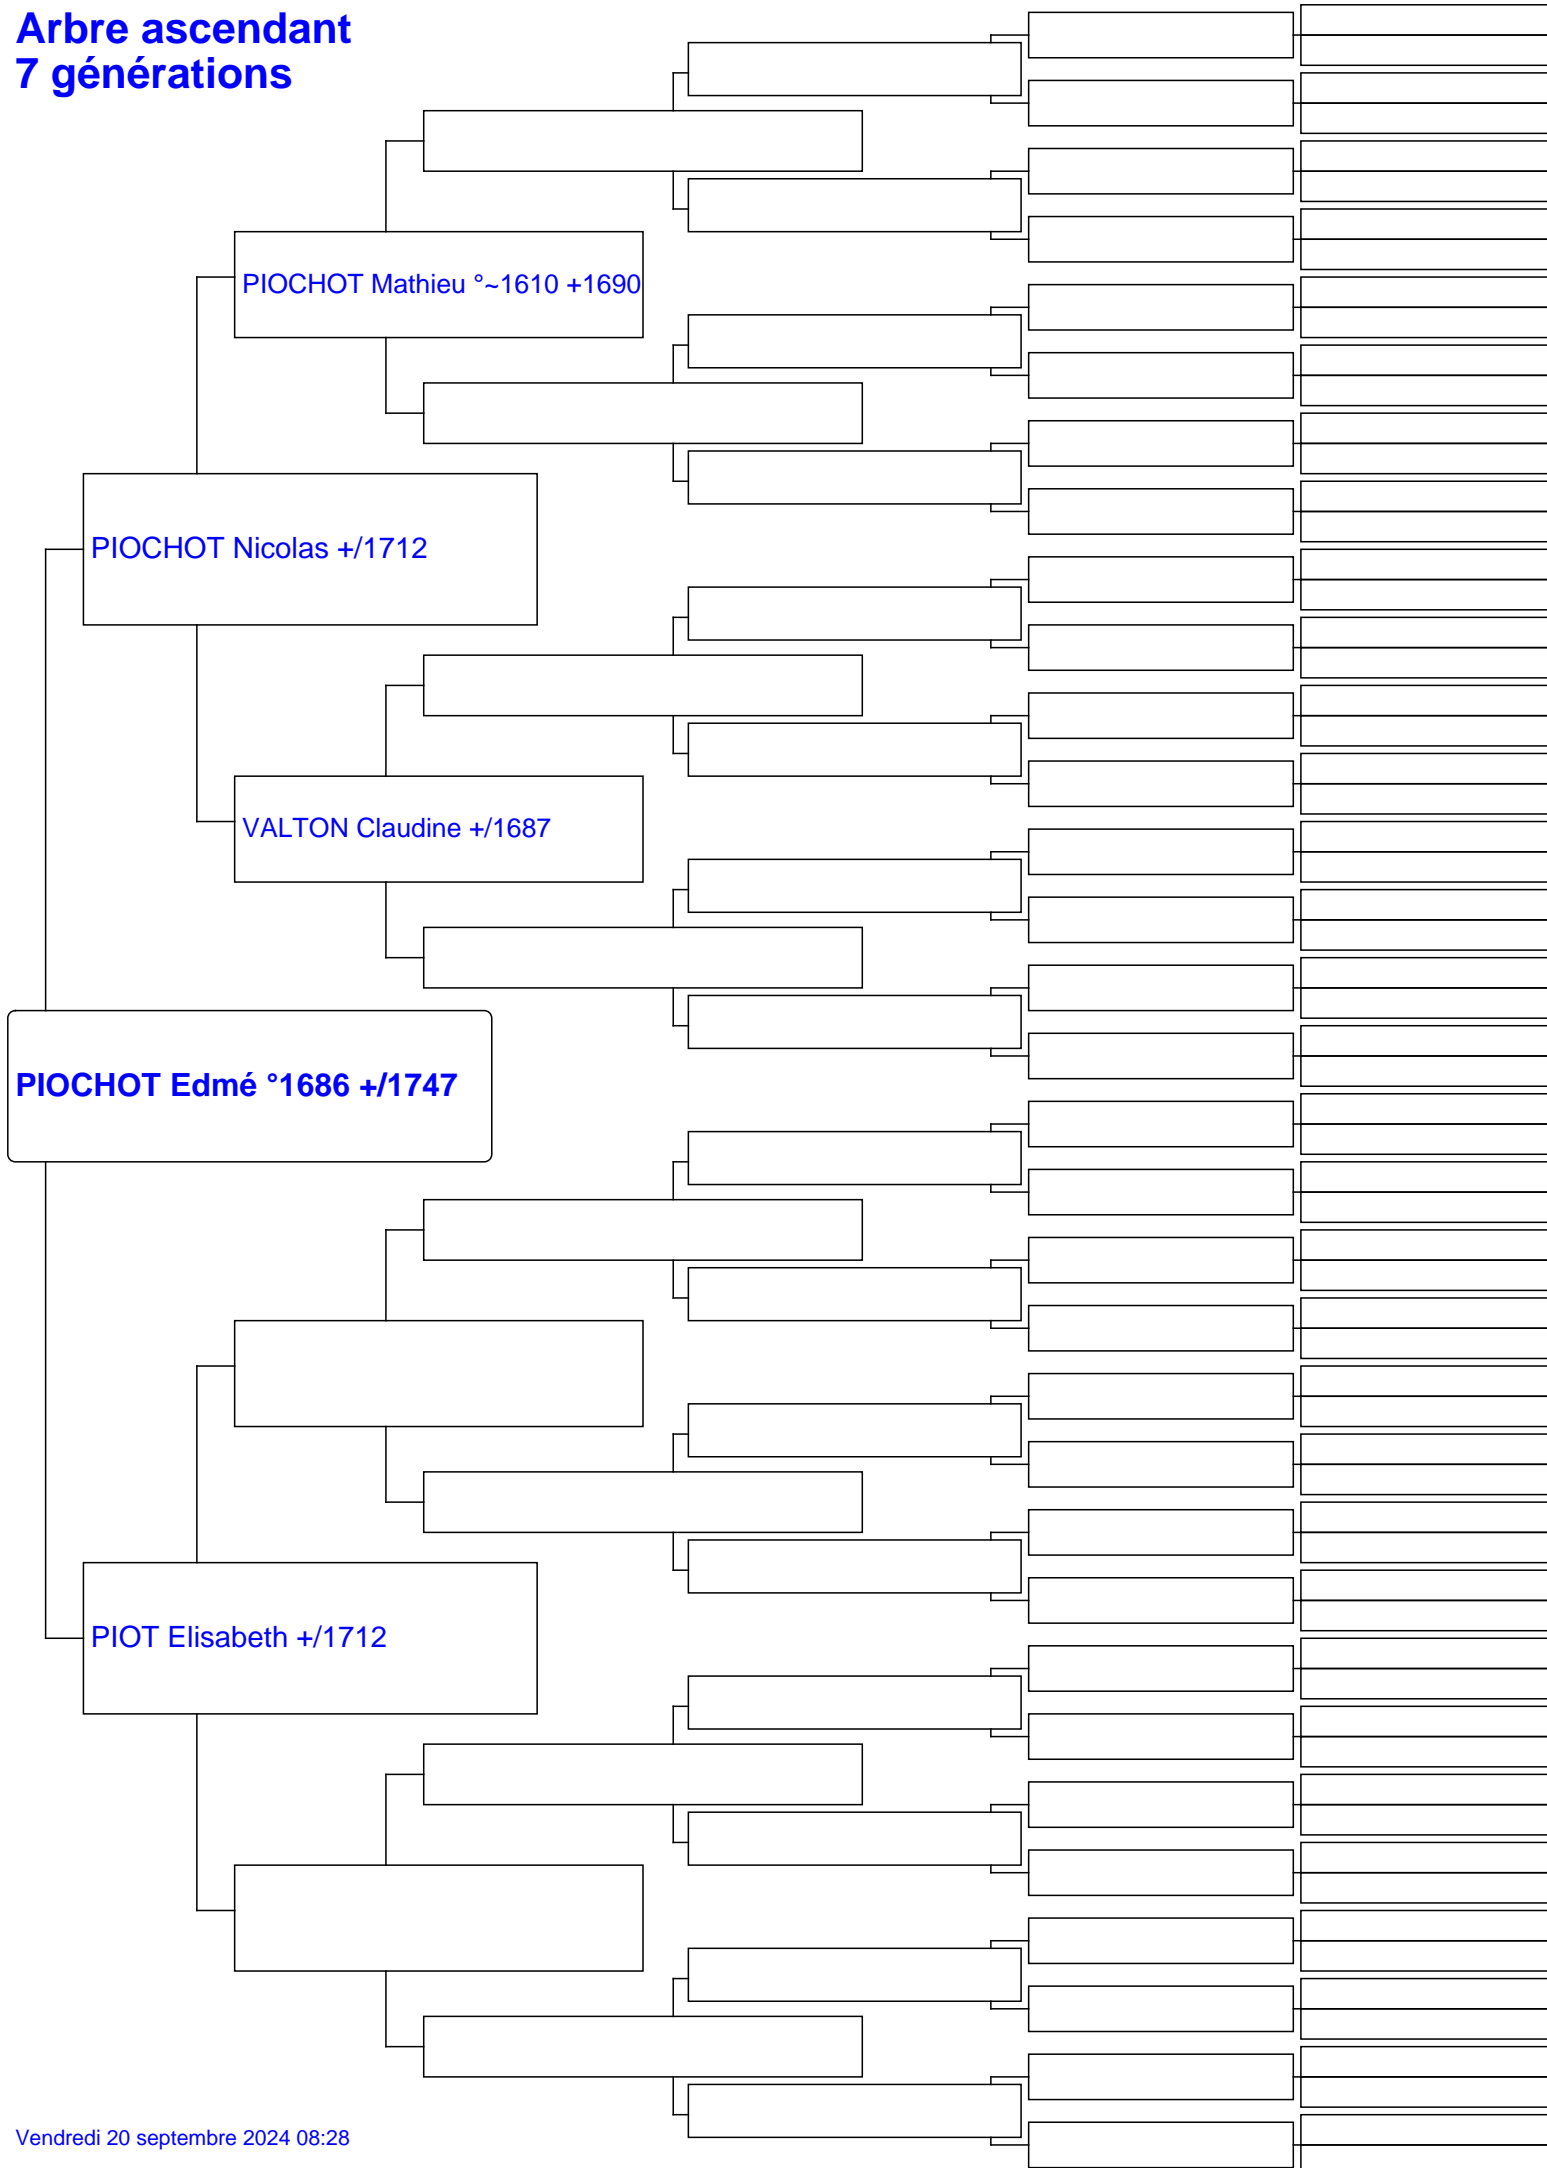 Arbre ascendant
7 générations
PIOCHOT Mathieu °~1610 +1690
PIOCHOT Nicolas +/1712
VALTON Claudine +/1687
PIOCHOT Edmé °1686 +/1747
PIOT Elisabeth +/1712
Vendredi 20 septembre 2024 08:28